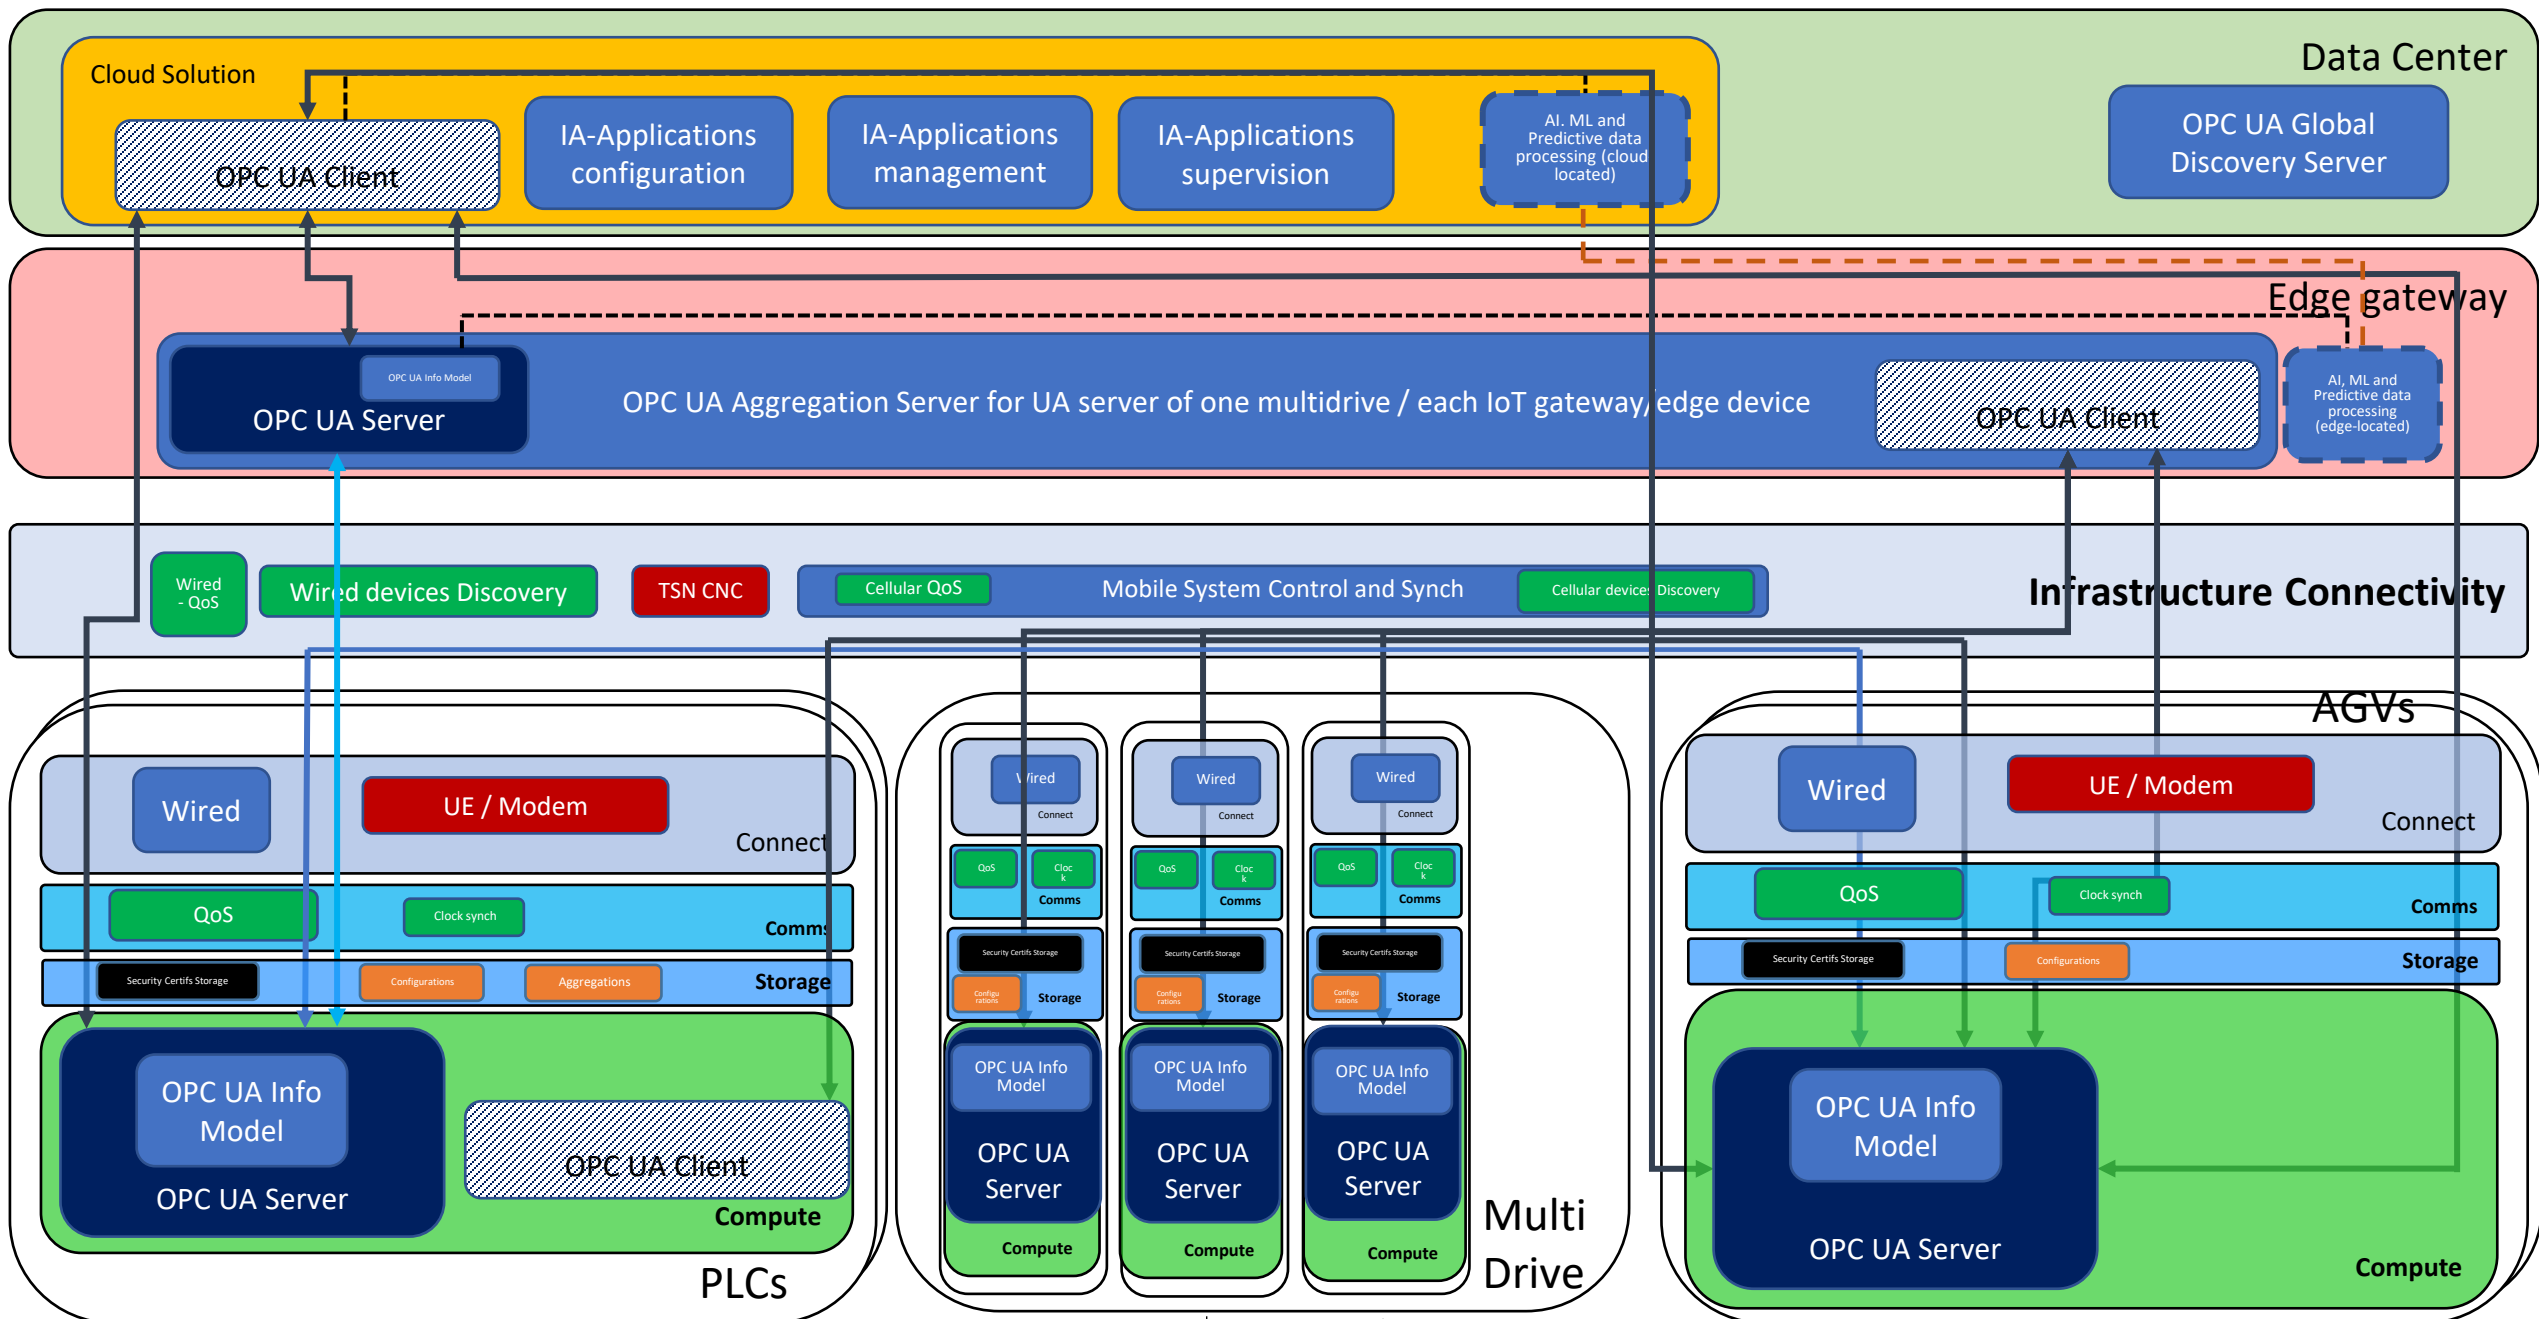 Data Center
Cloud Solution
OPC UA Client
IA-Applications
configuration
IA-Applications
management
IA-Applications
supervision
AI. ML and
Predictive data
processing (cloud
located)
OPC UA Global
Discovery Server
Edge gateway
OPC UA Info Model
OPC UA Server
OPC UA Aggregation Server for UA server of one multidrive / each IoT gateway/edge device
OPC UA Client
AI, ML and
Predictive data
processing
(edge-located)
Wired
- QoS
Wired devices Discovery
TSN CNC
Cellular QoS
Mobile System Control and Synch
Cellular devices Discovery
Infrastructure Connectivity
Wired
UE / Modem
Connect
QoS
Clock synch
Comms
Security Certifs Storage
Configurations
Aggregations
Storage
OPC UA Info
Model
OPC UA Server
OPC UA Client
Compute
PLCs
Wired
Connect
QoS
Cloc
k
Comms
Security Certifs Storage
Configu
rations
Storage
OPC UA Info
Model
OPC UA
Server
Compute
Wired
Connect
QoS
Cloc
k
Comms
Security Certifs Storage
Configu
rations
Storage
OPC UA Info
Model
OPC UA
Server
Compute
Wired
Connect
QoS
Cloc
k
Comms
Security Certifs Storage
Configu
rations
Storage
OPC UA Info
Model
OPC UA
Server
Compute
Multi
Drive
AGVs
Wired
UE / Modem
Connect
QoS
Clock synch
Comms
Security Certifs Storage
Configurations
Storage
OPC UA Info
Model
OPC UA Server
Compute